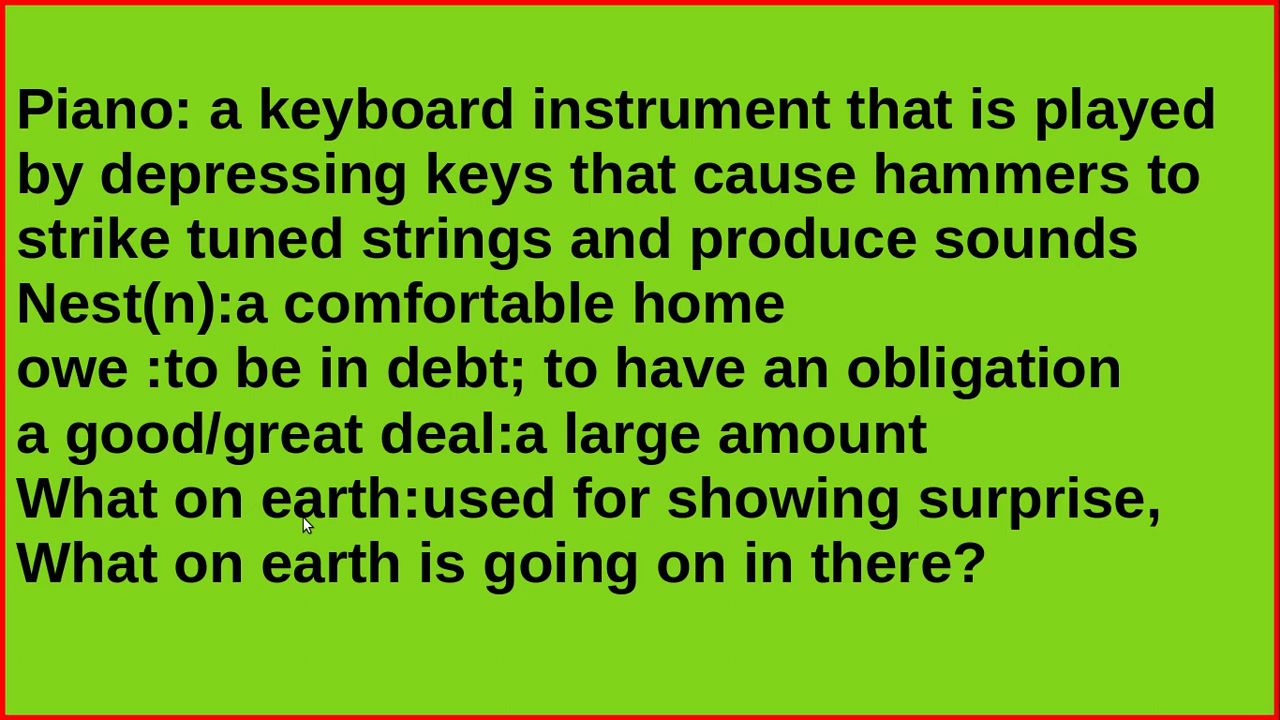 Piano: a keyboard instrument that is played
by depressing keys that cause hammers to
strike tuned strings and produce sounds
Nest(n):a comfortable home
owe :to be in debt; to have an obligation
a good/great deal:a large amount
What on earth:used for showing surprise,
What on earth is going on in there?